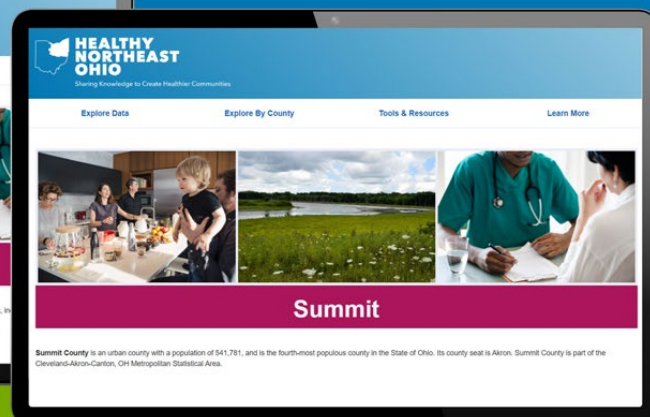 HEALTHY
NORTHEAST
OHIO
Sharing Knowledge to Create Healthier Communities
Explore Data Explore By County Tools & Resources Learn More
Summit
Summit County is an urban county with a population of 541,781, and is the fourth-most populous county in the State of Ohio. Its county seat is Akron. Summit County is part of the
Cleveland-Akron-Canton, OH Metropolitan Statistical Area.